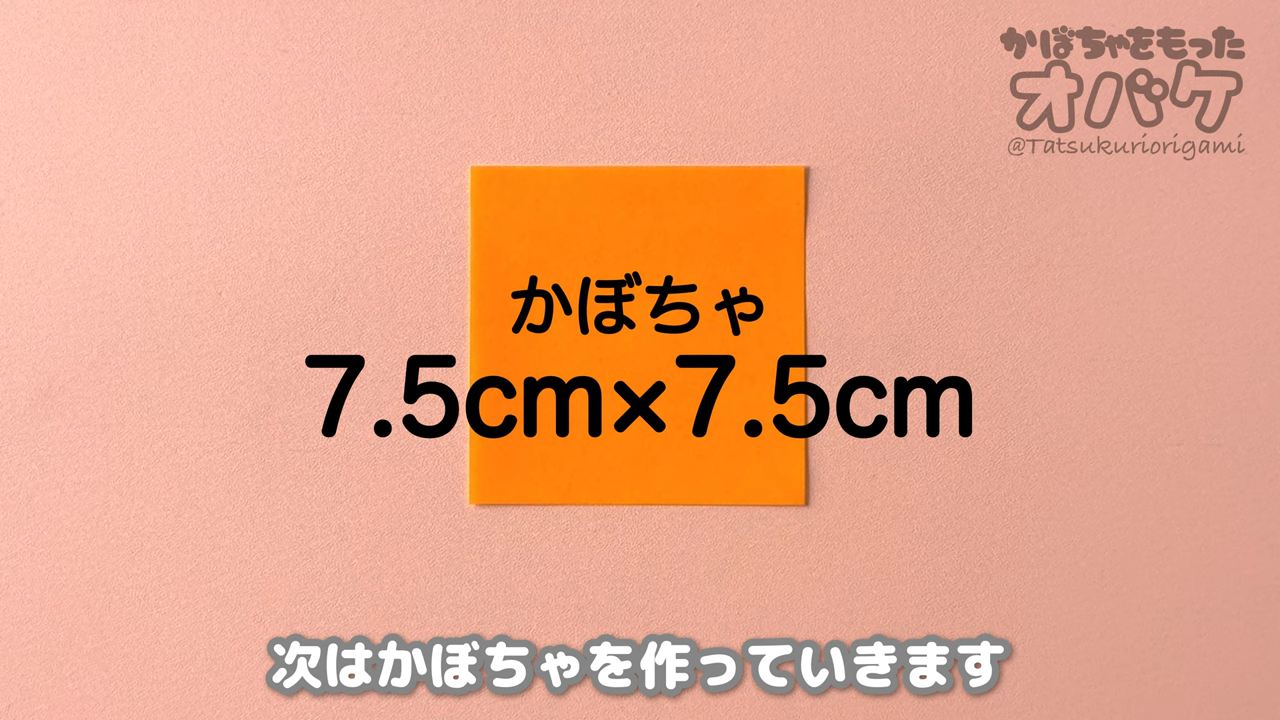 かぼちゃをもった
オバケ
@Tatsukuriorigami
かぼちゃ
7.5cm×7.5cm
次はかぼちゃを作っていきます